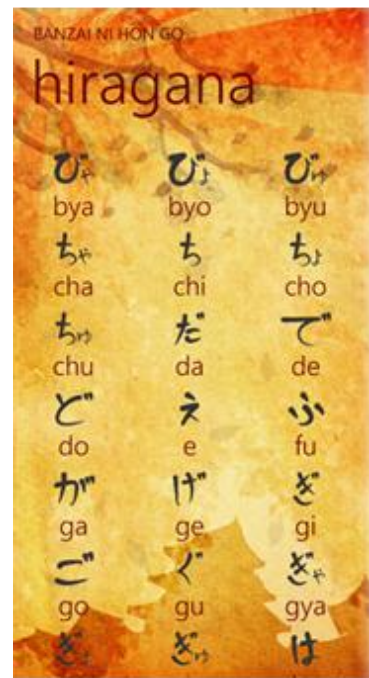 BANZAI NI HON GO
hiragana
びゃ びょ びゅ
bya byo byu
ちゃ ち ちょ
cha chi cho
ちゅ だ で
chu da de
ど え ふ
do e fu
が げ ぎ
ga ge gi
ご ぐ ぎゃ
go gu gya
ぎょ ぎゅ は